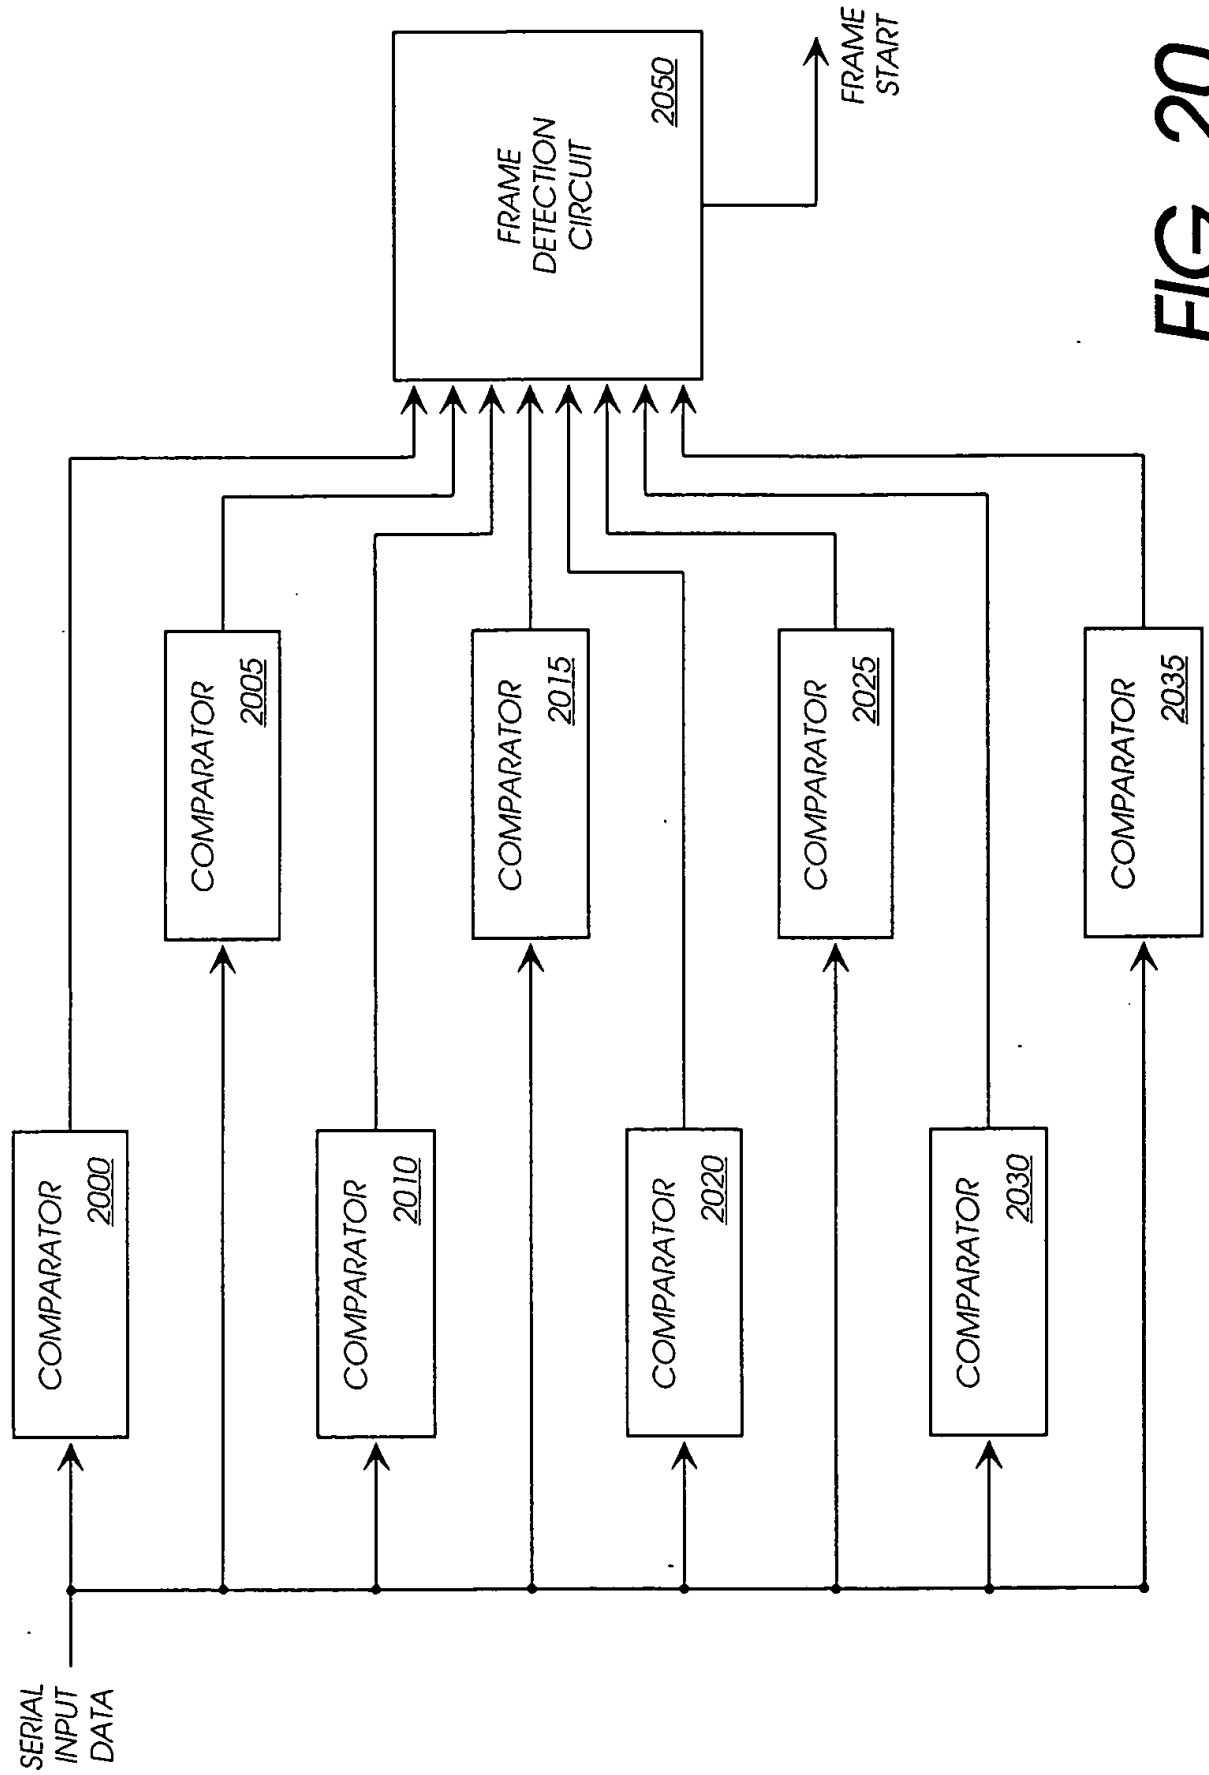 SERIAL
INPUT
DATA
COMPARATOR
2000
COMPARATOR
2005
COMPARATOR
2010
COMPARATOR
2015
COMPARATOR
2020
COMPARATOR
2025
COMPARATOR
2030
COMPARATOR
2035
FRAME
DETECTION
CIRCUIT
2050
FRAME
START
FIG 20